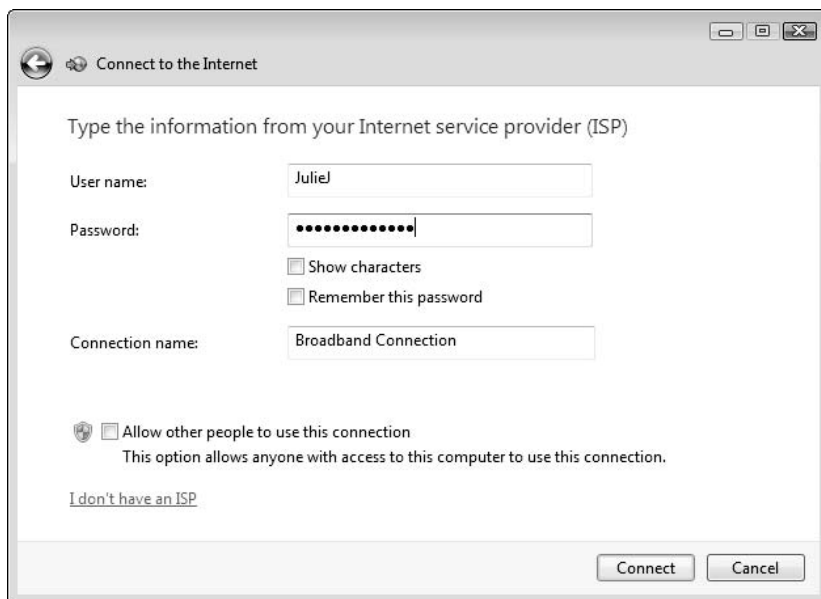 Connect to the Internet
Type the information from your Internet service provider (ISP)
User name: JulieJ
Password: •••••••••••••
Show characters
Remember this password
Connection name: Broadband Connection
Allow other people to use this connection
This option allows anyone with access to this computer to use this connection.
I don't have an ISP
Connect Cancel